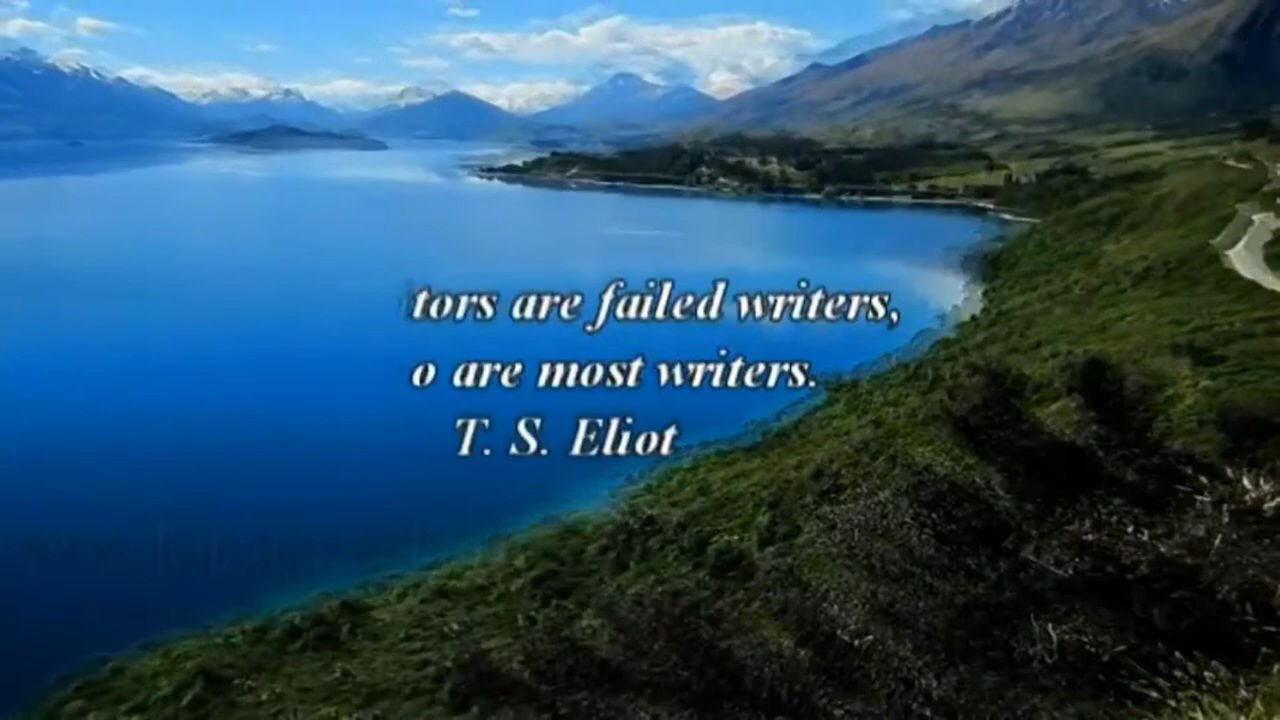 tors are failed writers,
o are most writers.
T. S. Eliot